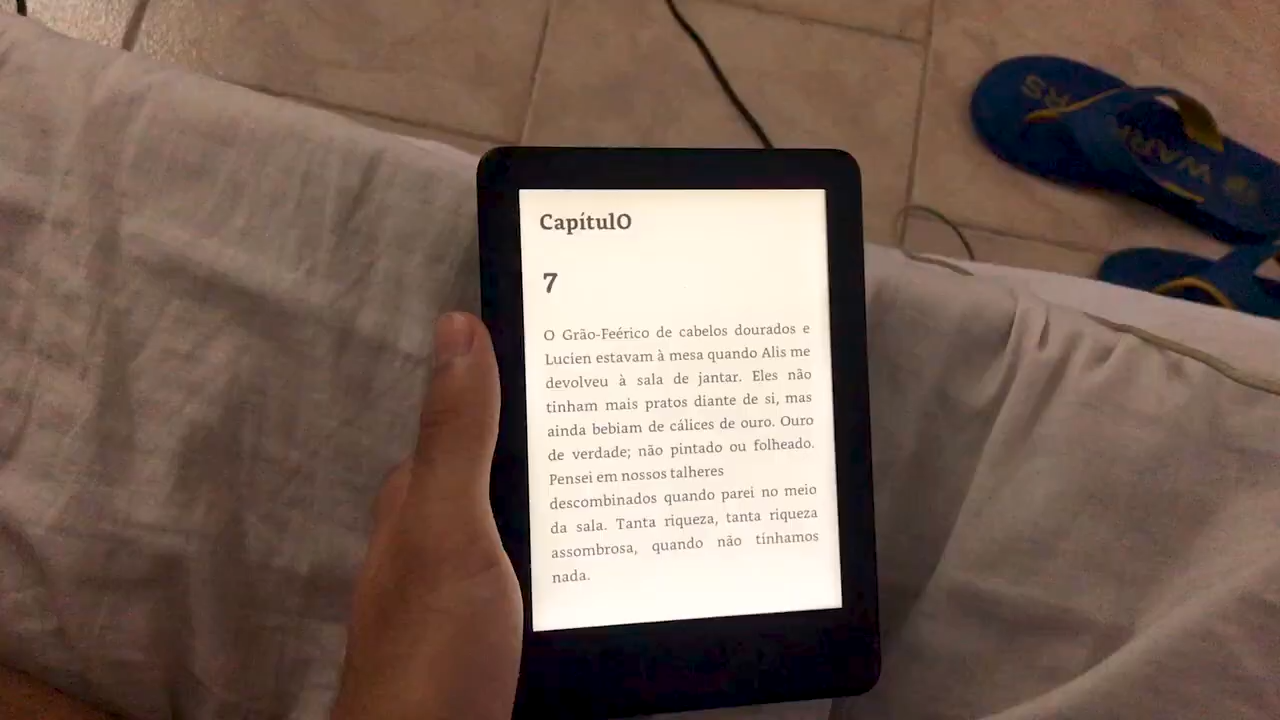 CapítulO
7
O Grão-Feérico de cabelos dourados e
Lucien estavam à mesa quando Alis me
devolveu à sala de jantar. Eles não
tinham mais pratos diante de si, mas
ainda bebiam de cálices de ouro. Ouro
de verdade; não pintado ou folheado.
Pensei em nossos talheres
descombinados quando parei no meio
da sala. Tanta riqueza, tanta riqueza
assombrosa, quando não tínhamos
nada.